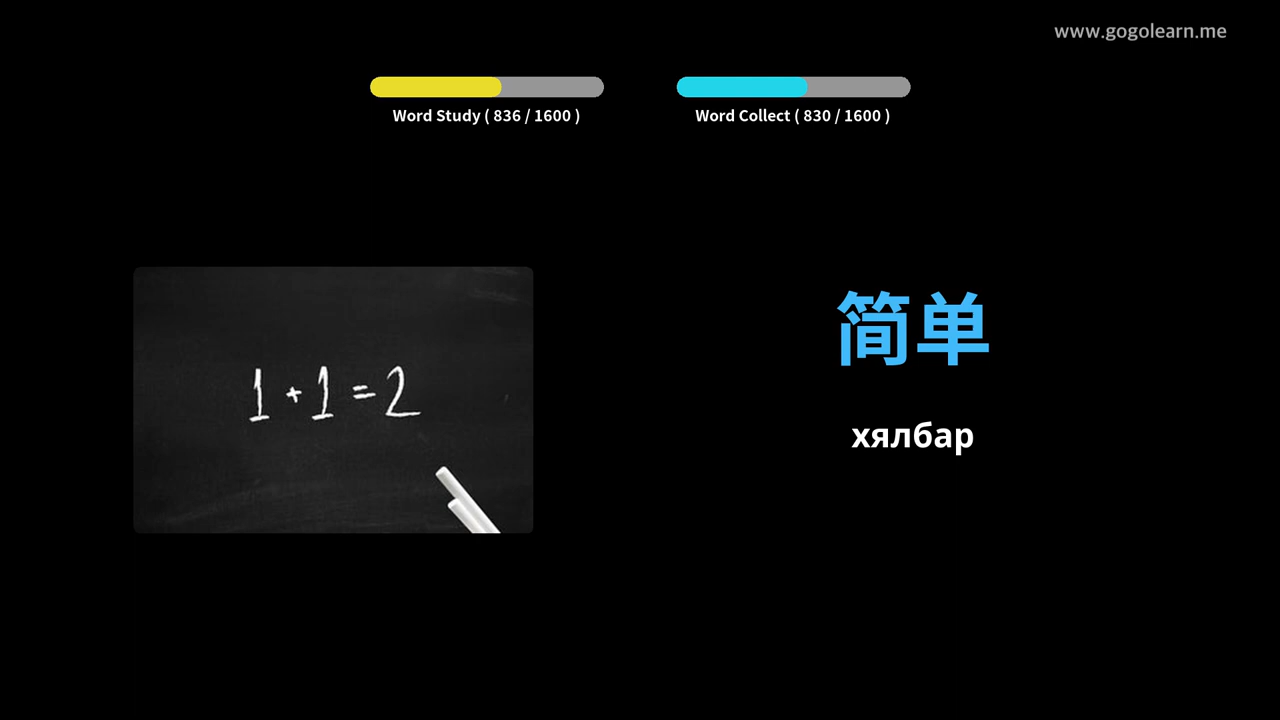 www.gogolearn.me
Word Study ( 836 / 1600 )
Word Collect ( 830 / 1600 )
1 + 1 = 2
简单
хялбар